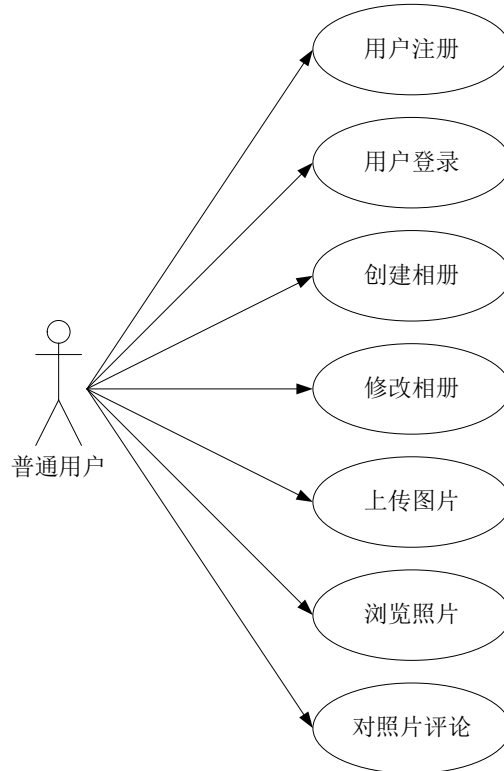 用户注册
用户登录
创建相册
修改相册
普通用户
上传图片
浏览照片
对照片评论